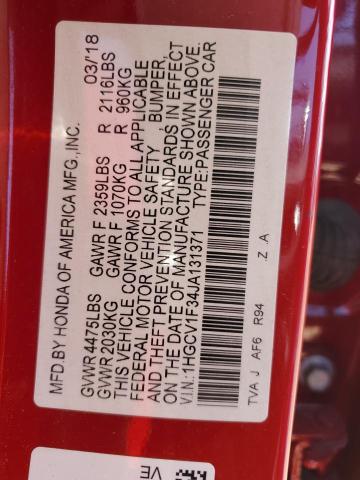 MFD.BY HONDA OF AMERICA MFG.,INC. 03/'18
GVWR 4475LBS GAWR F 2359LBS R 2116LBS
GVWR 2030KG GAWR F 1070KG R 960KG
THIS VEHICLE CONFORMS TO ALL APPLICABLE
FEDERAL MOTOR VEHICLE SAFETY, BUMPER,
AND THEFT PREVENTION STANDARDS IN EFFECT
ON THE DATE OF MANUFACTURE SHOWN ABOVE.
V.I.N.:1HGCV1F34JA131371 TYPE:PASSENGER CAR
TVA J AF6 R94 .Z .A
VE